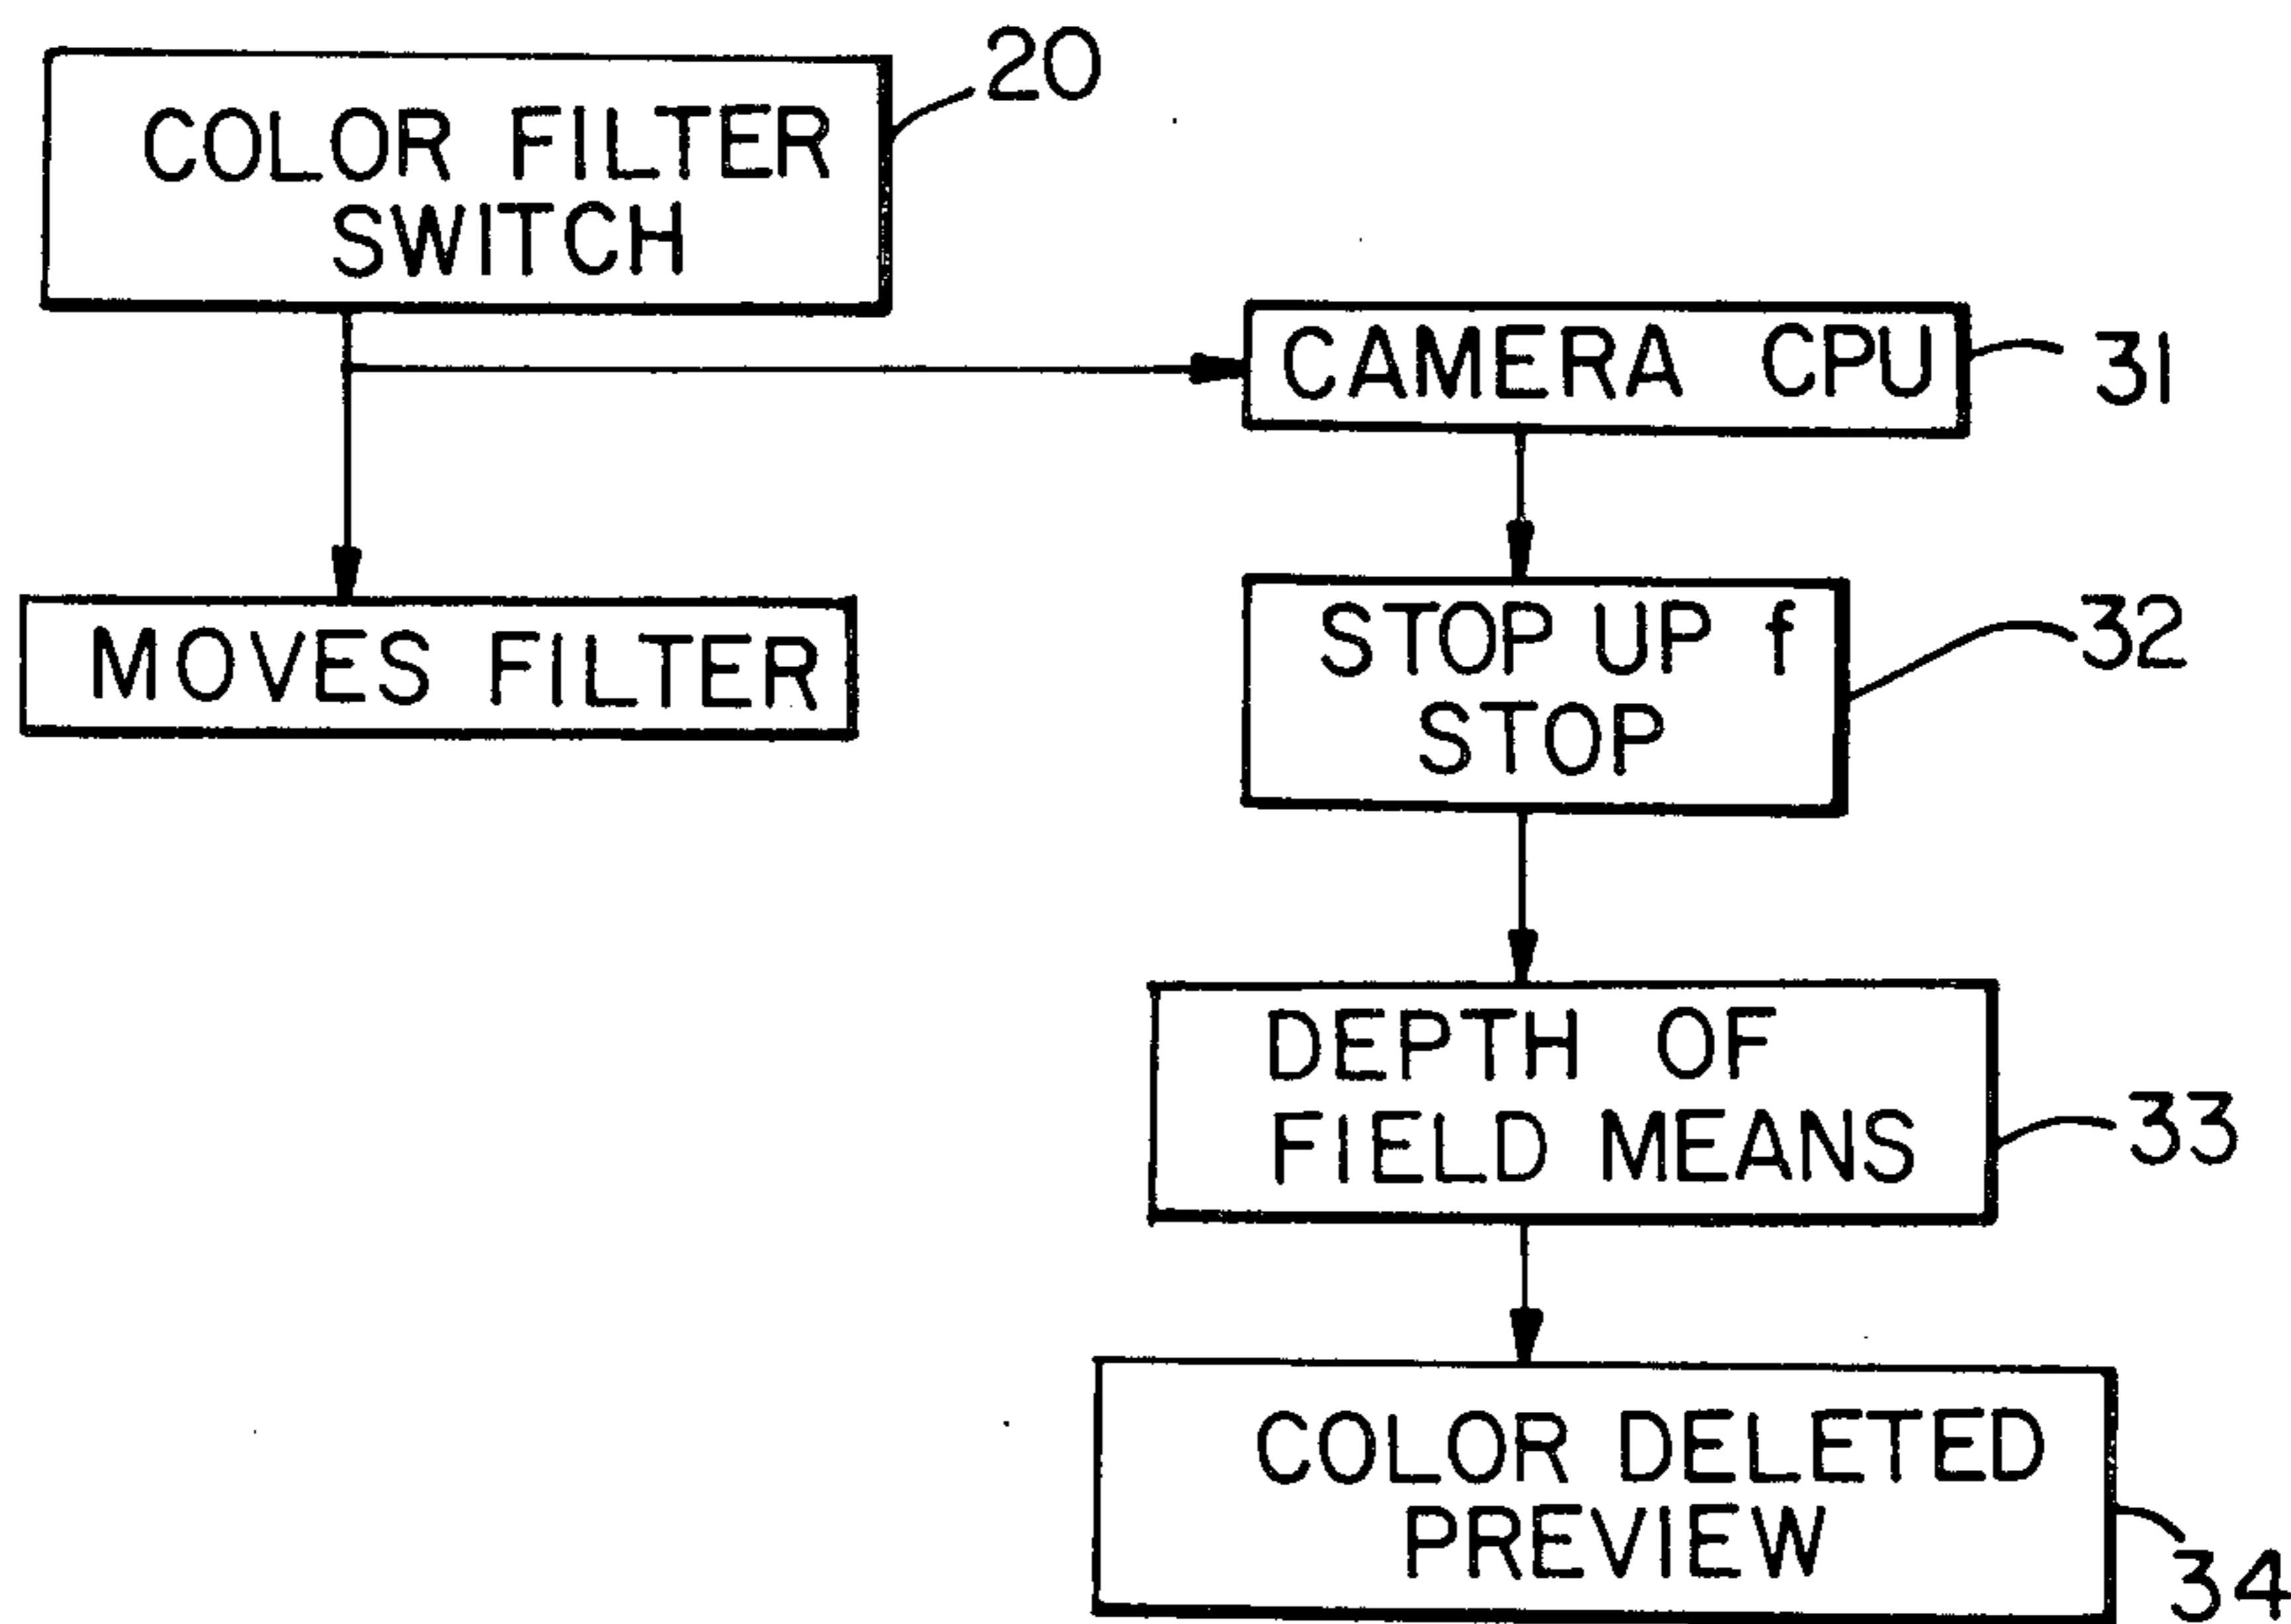 COLOR FILTER
SWITCH
20
CAMERA CPU
31
MOVES FILTER
STOP UP f
STOP
32
DEPTH OF
FIELD MEANS
33
COLOR DELETED
PREVIEW
34